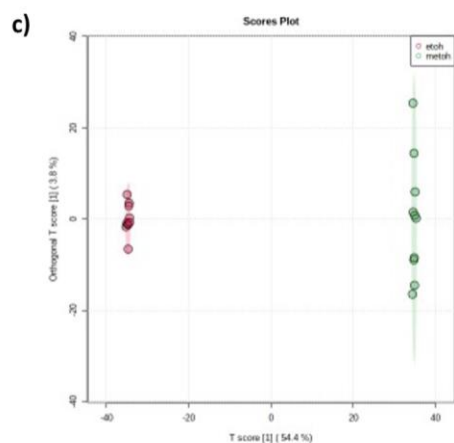 c)
Scores Plot
etoh
metoh
Orthogonal T score [1] ( 3.8 %)
40
20
0
-20
-40
-40
-20
0
20
40
T score [1] ( 54.4 %)